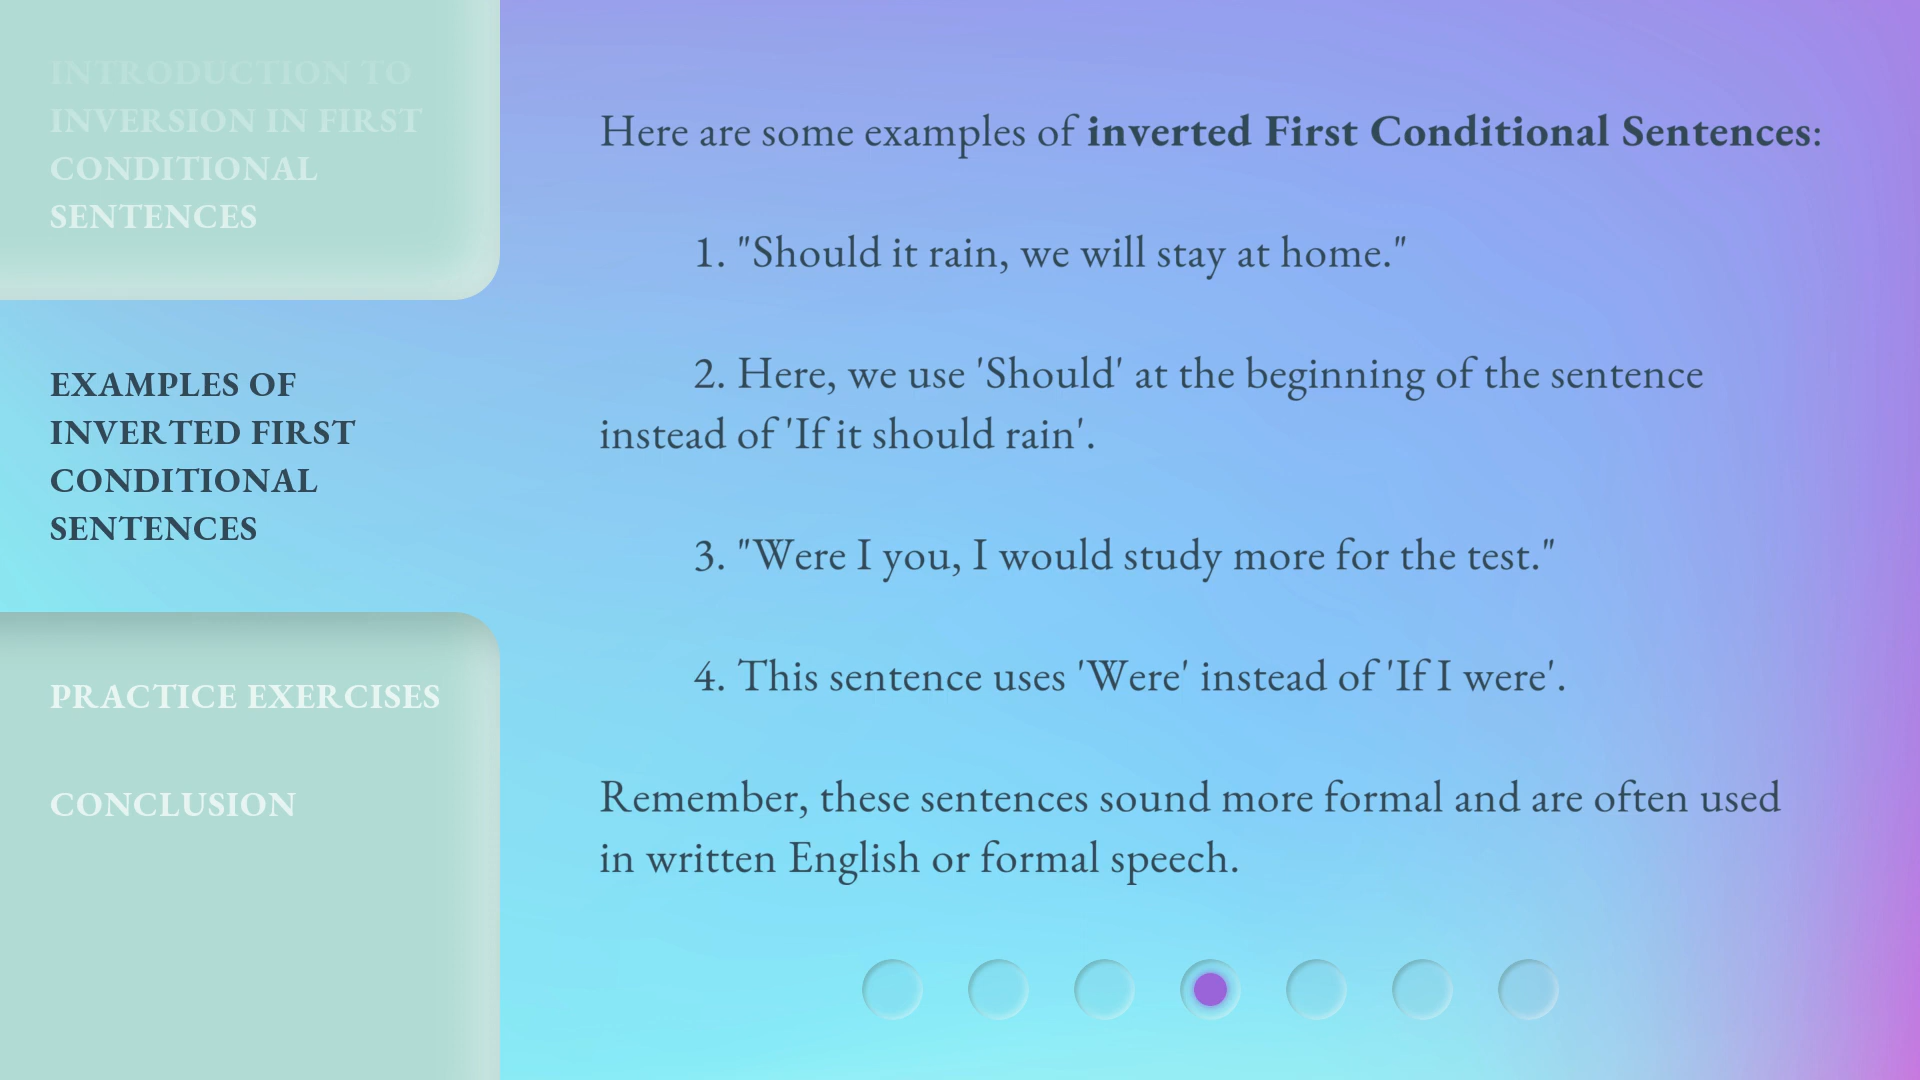 INTRODUCTION TO
INVERSION IN FIRST
CONDITIONAL
SENTENCES
EXAMPLES OF
INVERTED FIRST
CONDITIONAL
SENTENCES
PRACTICE EXERCISES
CONCLUSION
Here are some examples of inverted First Conditional Sentences:
1. "Should it rain, we will stay at home."
2. Here, we use 'Should' at the beginning of the sentence
instead of 'If it should rain'.
3. "Were I you, I would study more for the test."
4. This sentence uses 'Were' instead of 'If I were'.
Remember, these sentences sound more formal and are often used
in written English or formal speech.